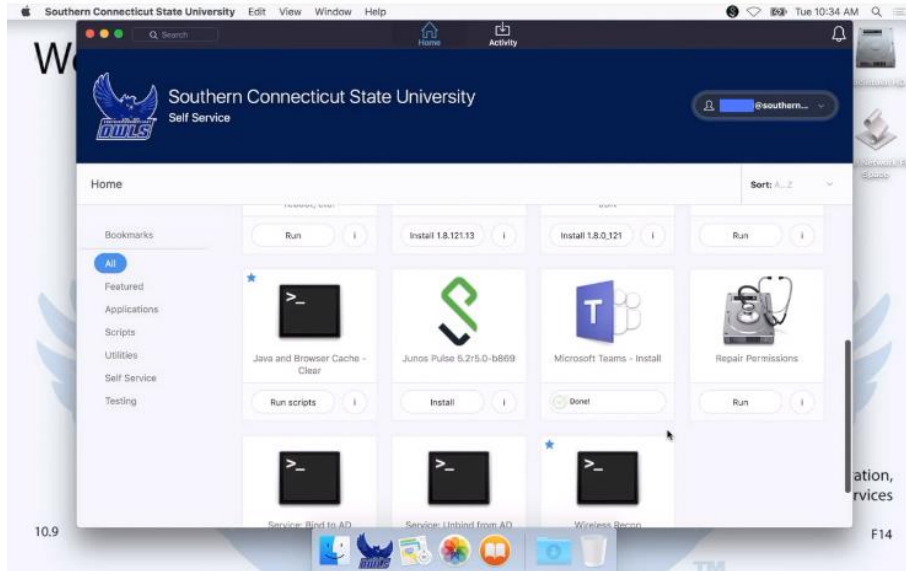 Southern Connecticut State University Edit View Window Help
Tue 10:34 AM
We
Search
Home
Activity
OWLS
Southern Connecticut State University
Self Service
@southern...
Home
Sort: A...Z
Bookmarks
All
Featured
Applications
Scripts
Utilities
Self Service
Testing
Run i
Install 1.8.121.13 i
Install 1.8.0_121 i
Run i
>_
Java and Browser Cache -
Clear
Run scripts i
Junos Pulse 5.2r5.0-b869
Install i
T
Microsoft Teams - Install
Done!
Repair Permissions
Run i
>_
Service: Bind to AD
>_
Service: Unbind from AD
>_
Wireless Recon
ation,
rvices
10.9
F14
TM